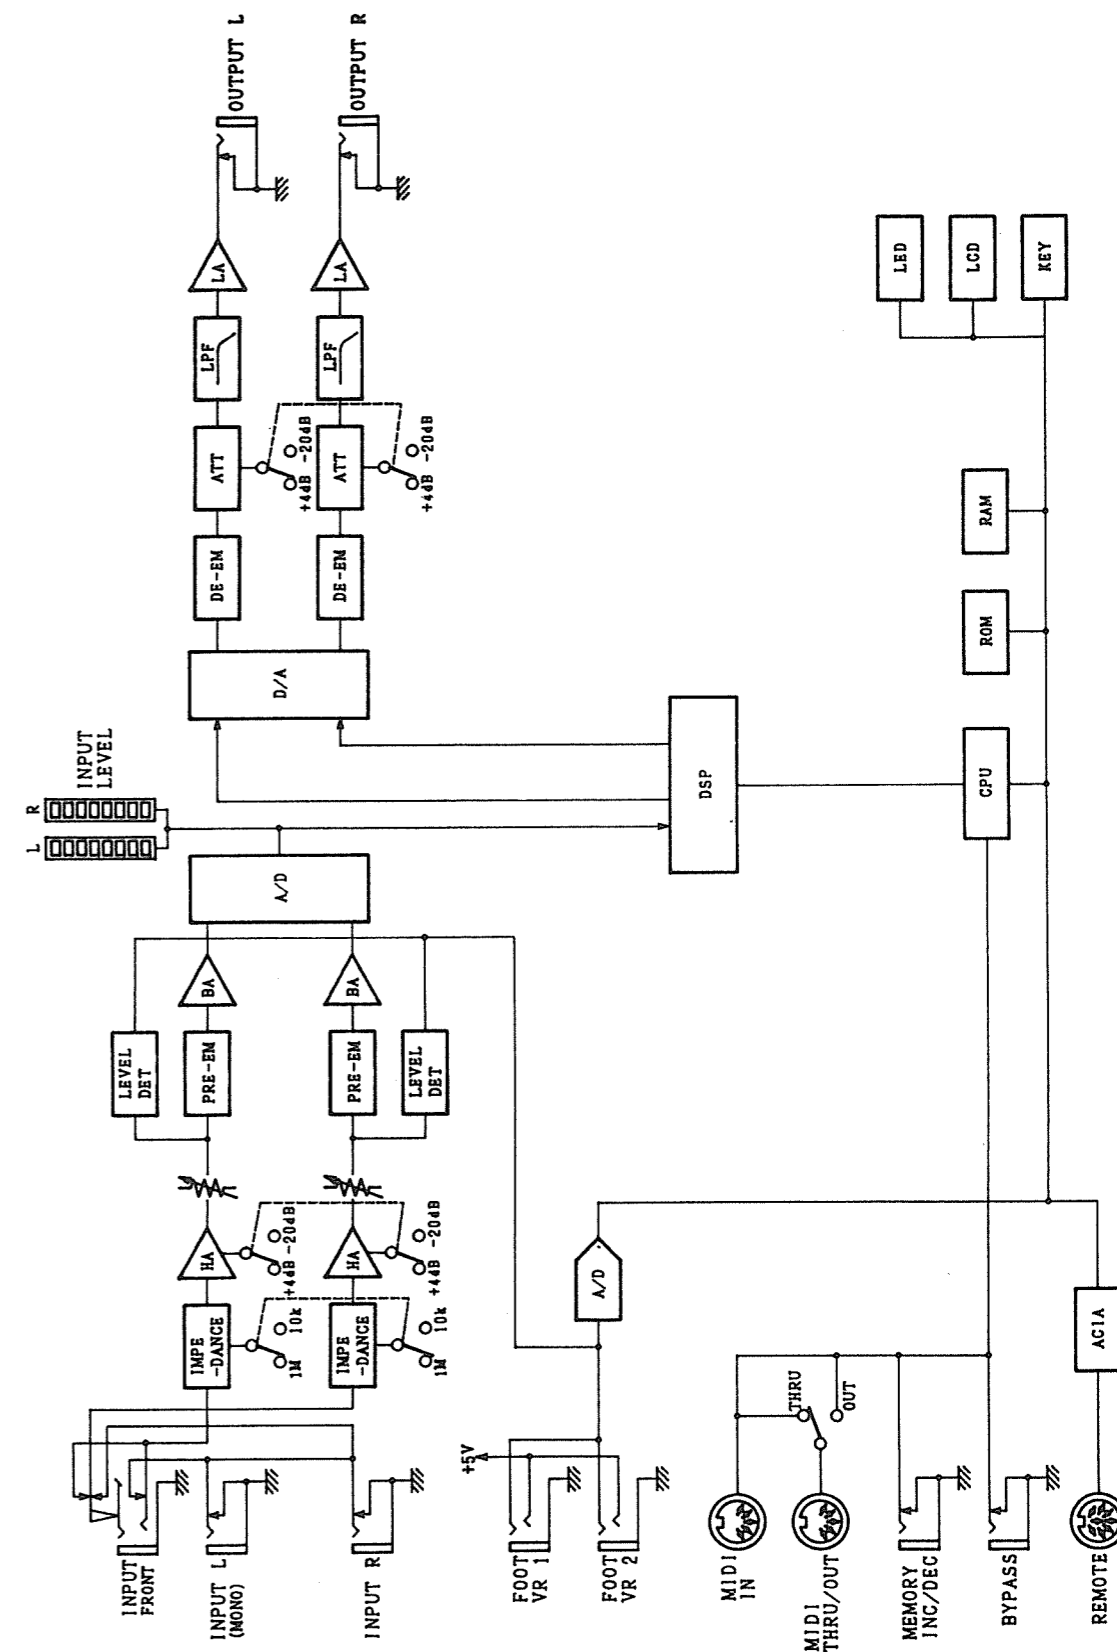 INPUT
FRONT
INPUT L
(MONO)
INPUT R
IMPE
-DANCE
1M
10k
IMPE
-DANCE
1M
10k
HA
+4dB
-20dB
HA
+4dB
-20dB
LEVEL
DET
PRE-EM
PRE-EM
LEVEL
DET
BA
BA
A/D
L
R
INPUT
LEVEL
D/A
DE-EM
DE-EM
ATT
+4dB
-20dB
ATT
+4dB
-20dB
LPF
LPF
LA
LA
OUTPUT L
OUTPUT R
FOOT
VR 1
FOOT
VR 2
+5V
A/D
DSP
MIDI
IN
MIDI
THRU/OUT
THRU
OUT
MEMORY
INC/DEC
BYPASS
REMOTE
ACIA
CPU
ROM
RAM
LED
LCD
KEY